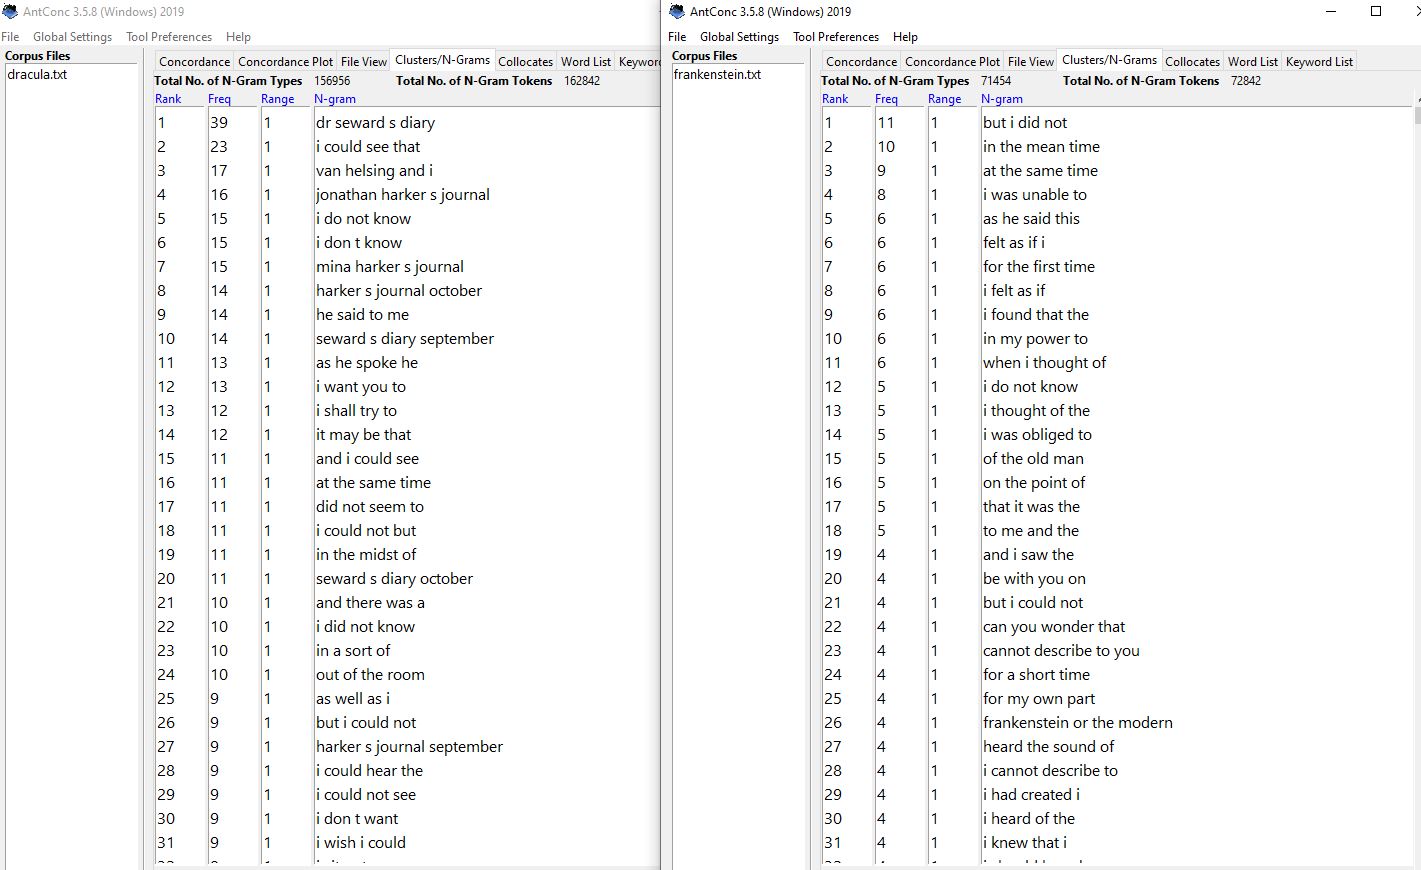 AntConc 3.5.8 (Windows) 2019
File Global Settings Tool Preferences Help
Corpus Files
dracula.txt
Concordance Concordance Plot File View Clusters/N-Grams Collocates Word List Keyword
Total No. of N-Gram Types 156956 Total No. of N-Gram Tokens 162842
Rank Freq Range N-gram
1 39 1 dr seward s diary
2 23 1 i could see that
3 17 1 van helsing and i
4 16 1 jonathan harker s journal
5 15 1 i do not know
6 15 1 i don t know
7 15 1 mina harker s journal
8 14 1 harker s journal october
9 14 1 he said to me
10 14 1 seward s diary september
11 13 1 as he spoke he
12 13 1 i want you to
13 12 1 i shall try to
14 12 1 it may be that
15 11 1 and i could see
16 11 1 at the same time
17 11 1 did not seem to
18 11 1 i could not but
19 11 1 in the midst of
20 11 1 seward s diary october
21 10 1 and there was a
22 10 1 i did not know
23 10 1 in a sort of
24 10 1 out of the room
25 9 1 as well as i
26 9 1 but i could not
27 9 1 harker s journal september
28 9 1 i could hear the
29 9 1 i could not see
30 9 1 i don t want
31 9 1 i wish i could
AntConc 3.5.8 (Windows) 2019
File Global Settings Tool Preferences Help
Corpus Files
frankenstein.txt
Concordance Concordance Plot File View Clusters/N-Grams Collocates Word List Keyword List
Total No. of N-Gram Types 71454 Total No. of N-Gram Tokens 72842
Rank Freq Range N-gram
1 11 1 but i did not
2 10 1 in the mean time
3 9 1 at the same time
4 8 1 i was unable to
5 6 1 as he said this
6 6 1 felt as if i
7 6 1 for the first time
8 6 1 i felt as if
9 6 1 i found that the
10 6 1 in my power to
11 6 1 when i thought of
12 5 1 i do not know
13 5 1 i thought of the
14 5 1 i was obliged to
15 5 1 of the old man
16 5 1 on the point of
17 5 1 that it was the
18 5 1 to me and the
19 4 1 and i saw the
20 4 1 be with you on
21 4 1 but i could not
22 4 1 can you wonder that
23 4 1 cannot describe to you
24 4 1 for a short time
25 4 1 for my own part
26 4 1 frankenstein or the modern
27 4 1 heard the sound of
28 4 1 i cannot describe to
29 4 1 i had created i
30 4 1 i heard of the
31 4 1 i knew that i